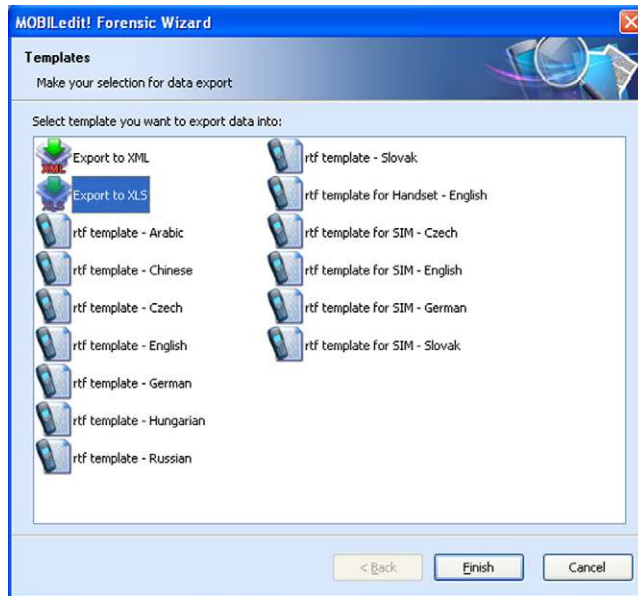 MOBILedit! Forensic Wizard
Templates
Make your selection for data export
Select template you want to export data into:
XML
Export to XML
XLS
Export to XLS
rtf template - Arabic
rtf template - Chinese
rtf template - Czech
rtf template - English
rtf template - German
rtf template - Hungarian
rtf template - Russian
rtf template - Slovak
rtf template for Handset - English
rtf template for SIM - Czech
rtf template for SIM - English
rtf template for SIM - German
rtf template for SIM - Slovak
< Back
Finish
Cancel